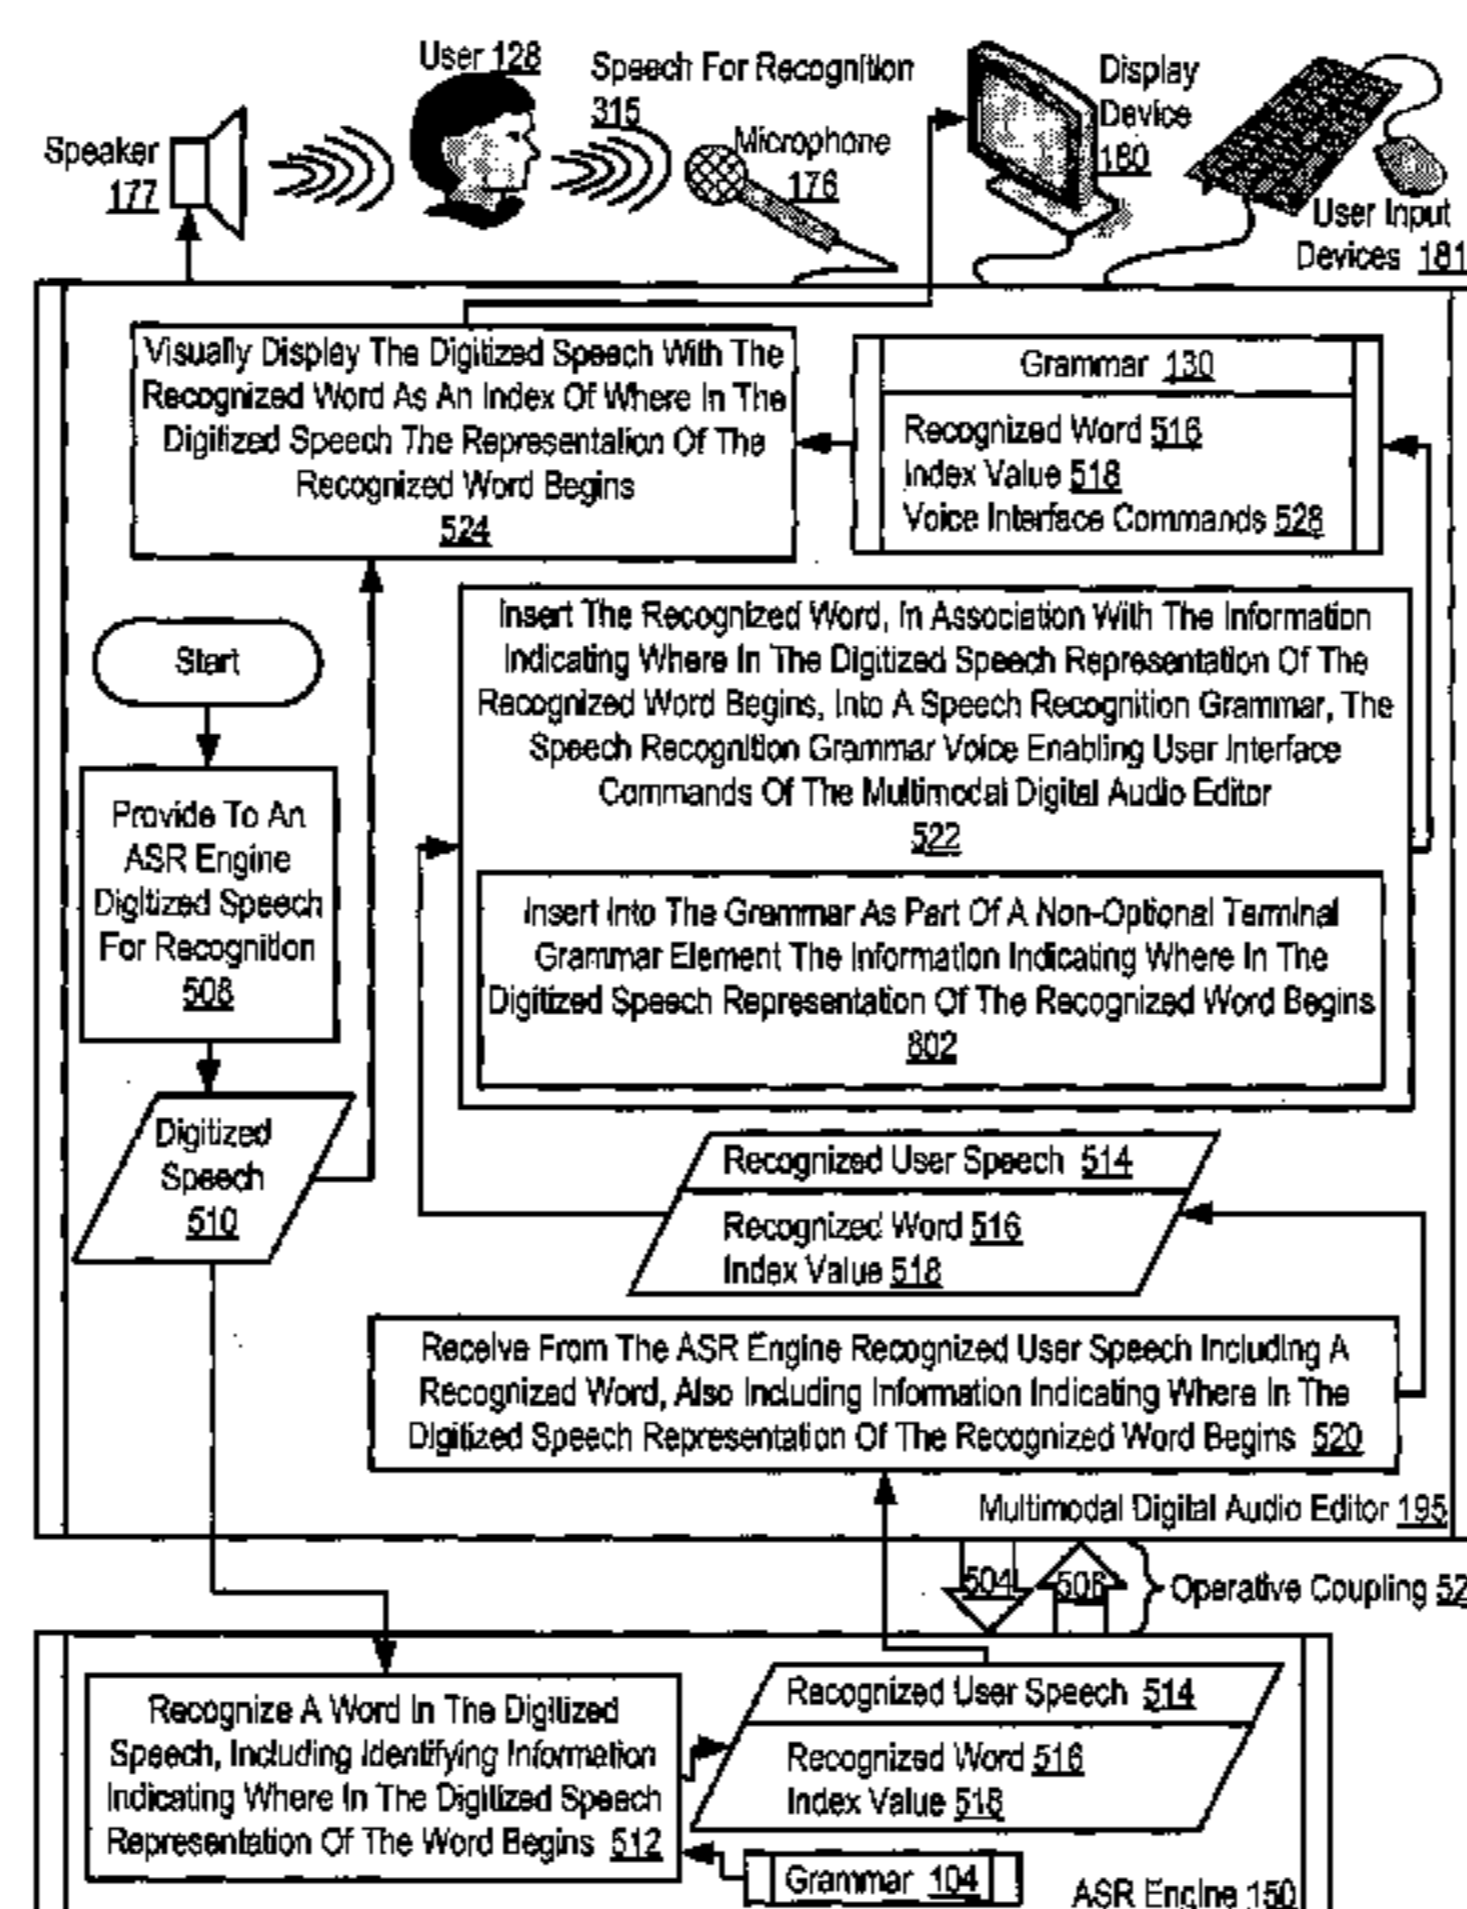 User 128
Speech For Recognition
315
Speaker
177
Microphone
176
Display
Device
180
User Input
Devices 181
Visually Display The Digitized Speech With The
Recognized Word As An Index Of Where In The
Digitized Speech The Representation Of The
Recognized Word Begins
524
Grammar 130
Recognized Word 516
Index Value 518
Voice Interface Commands 528
Start
Provide To An
ASR Engine
Digitized Speech
For Recognition
508
Insert The Recognized Word, In Association With The Information
Indicating Where In The Digitized Speech Representation Of The
Recognized Word Begins, Into A Speech Recognition Grammar, The
Speech Recognition Grammar Voice Enabling User Interface
Commands Of The Multimodal Digital Audio Editor
522
Insert Into The Grammar As Part Of A Non-Optional Terminal
Grammar Element The Information Indicating Where In The
Digitized Speech Representation Of The Recognized Word Begins
802
Digitized
Speech
510
Recognized User Speech 514
Recognized Word 516
Index Value 518
Receive From The ASR Engine Recognized User Speech Including A
Recognized Word, Also Including Information Indicating Where In The
Digitized Speech Representation Of The Recognized Word Begins 520
Multimodal Digital Audio Editor 195
504
506
Operative Coupling 52
Recognize A Word In The Digitized
Speech, Including Identifying Information
Indicating Where In The Digitized Speech
Representation Of The Word Begins 512
Recognized User Speech 514
Recognized Word 516
Index Value 518
Grammar 104
ASR Engine 150